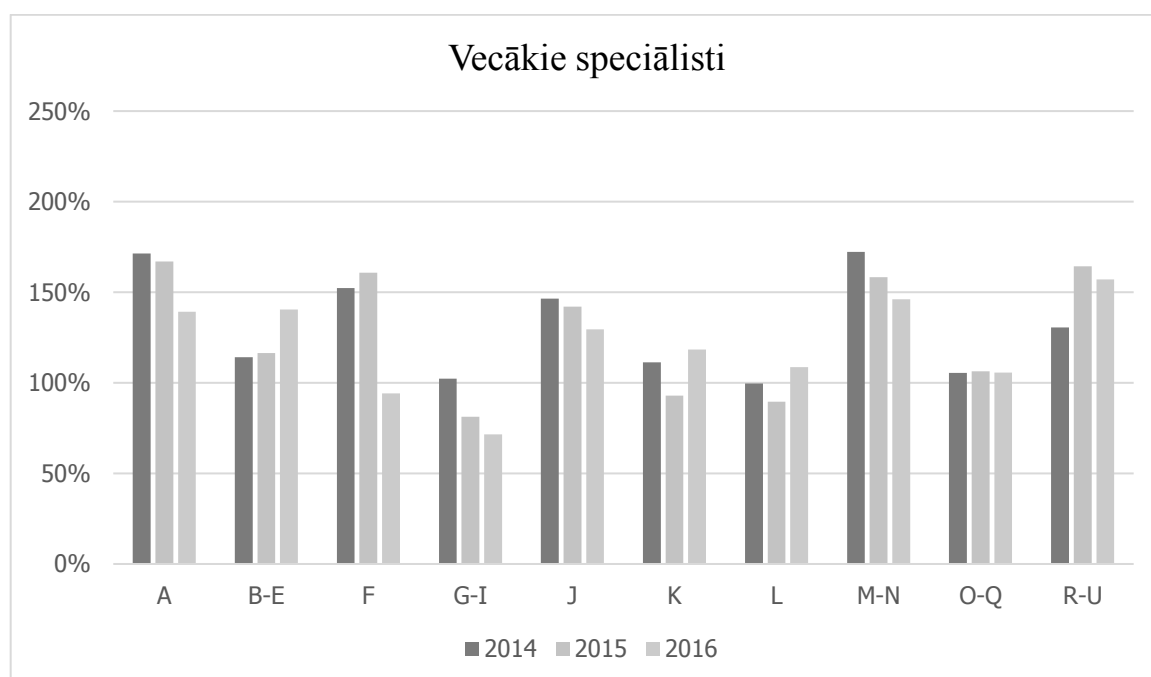 Vecākie speciālisti
250%
200%
150%
100%
50%
0%
A B-E F G-I J K L M-N O-Q R-U
2014 2015 2016